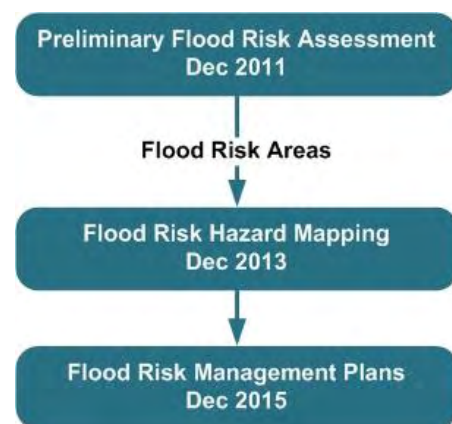 Preliminary Flood Risk Assessment
Dec 2011
Flood Risk Areas
Flood Risk Hazard Mapping
Dec 2013
Flood Risk Management Plans
Dec 2015